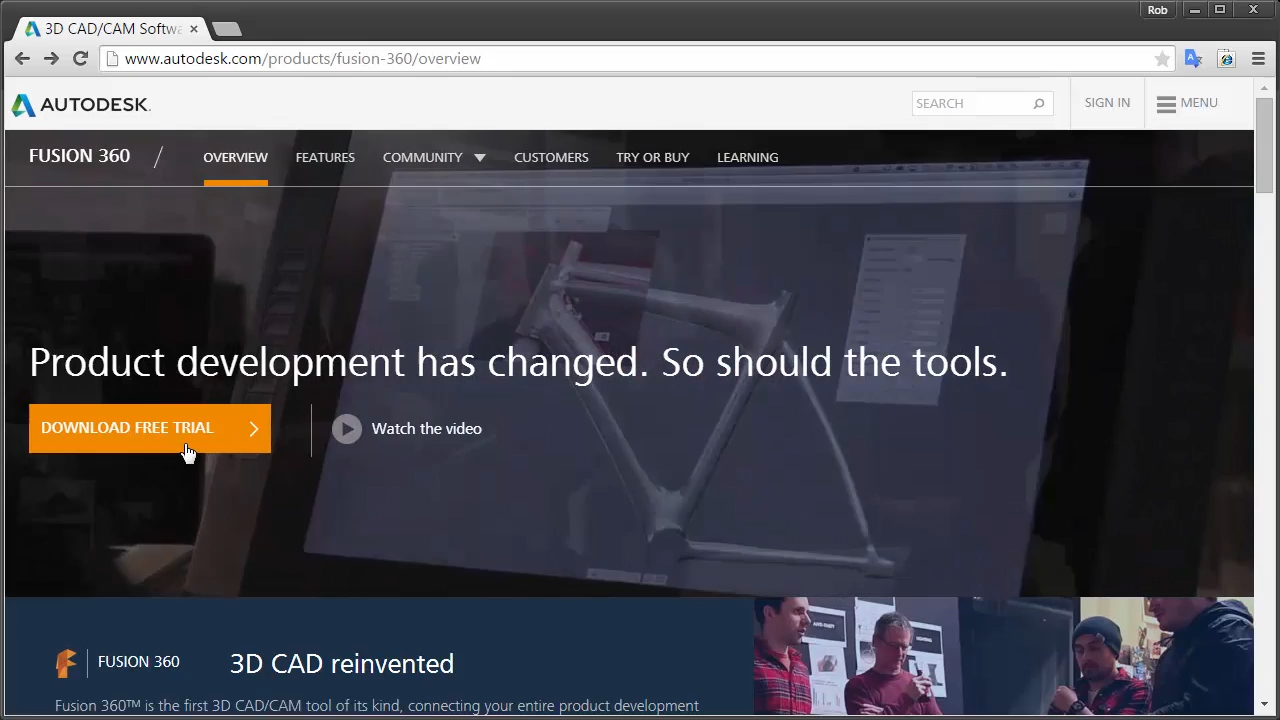 Rob
3D CAD/CAM Softwa
www.autodesk.com/products/fusion-360/overview
AUTODESK.
SEARCH
SIGN IN
MENU
FUSION 360 / OVERVIEW FEATURES COMMUNITY CUSTOMERS TRY OR BUY LEARNING
Product development has changed. So should the tools.
DOWNLOAD FREE TRIAL
Watch the video
FUSION 360
3D CAD reinvented
Fusion 360™ is the first 3D CAD/CAM tool of its kind, connecting your entire product development